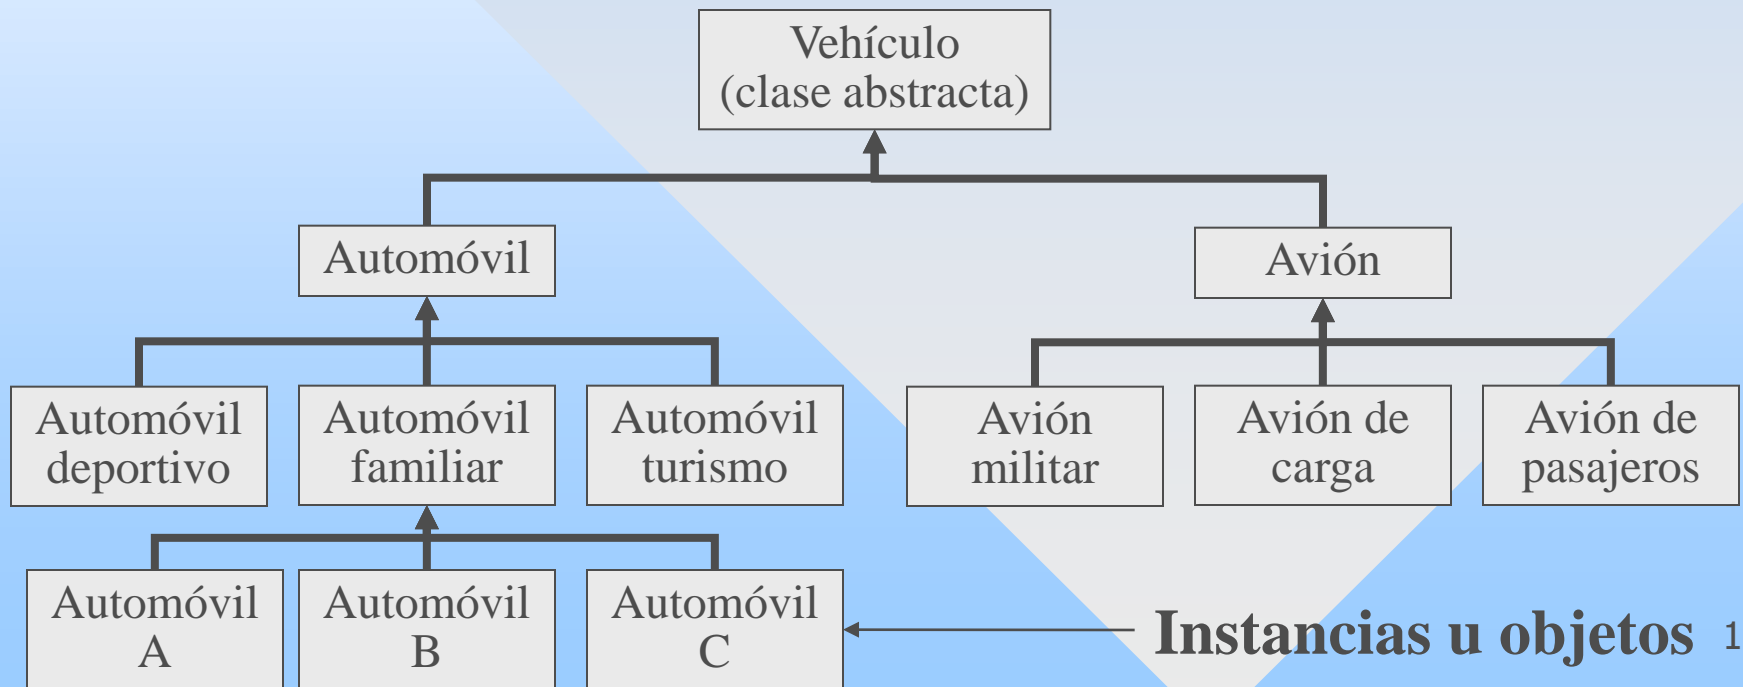 Vehículo
(clase abstracta)
Automóvil
Avión
Automóvil
deportivo
Automóvil
familiar
Automóvil
turismo
Avión
militar
Avión de
carga
Avión de
pasajeros
Automóvil
A
Automóvil
B
Automóvil
C
Instancias u objetos
1